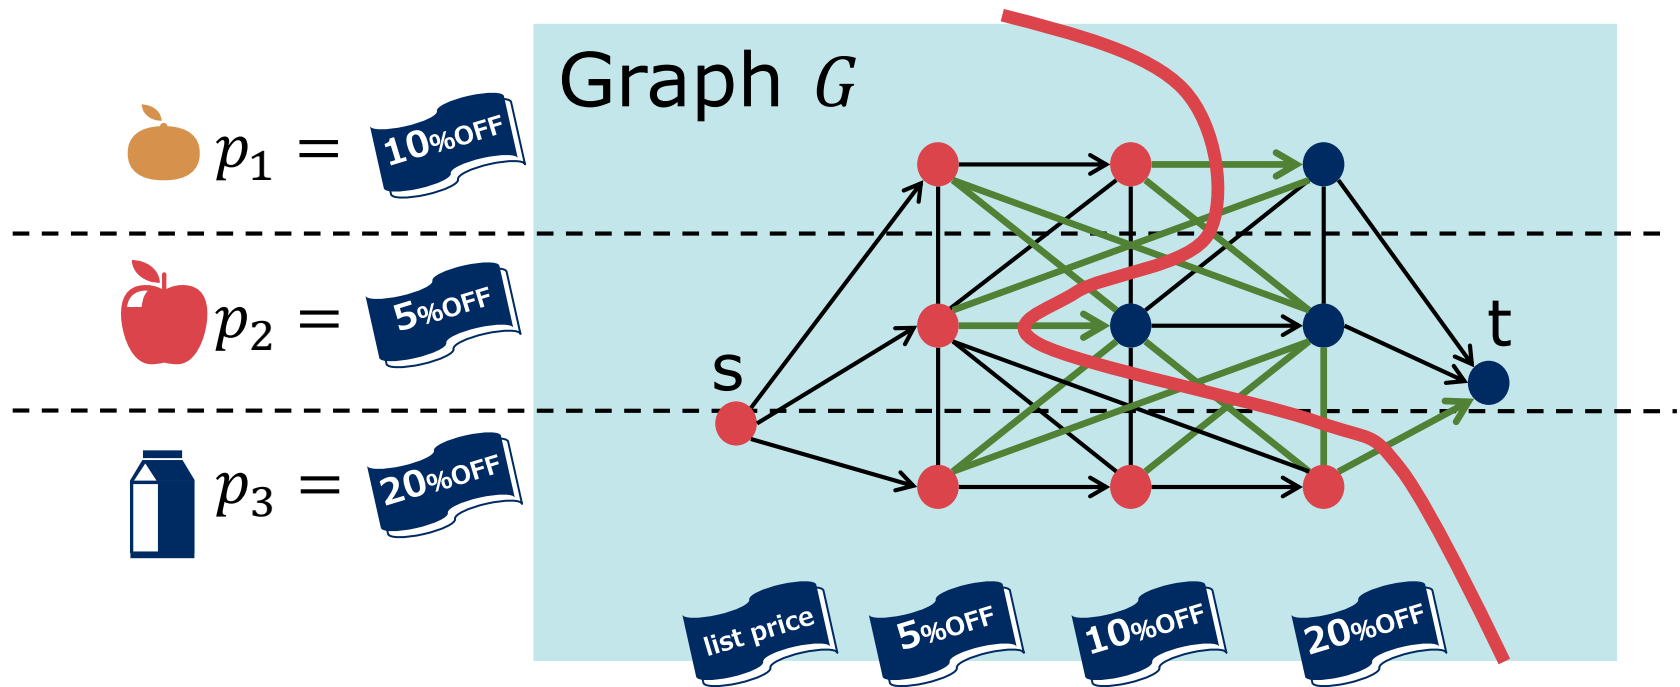 Graph G
p₁ = 10%OFF
p₂ = 5%OFF
s
t
p₃ = 20%OFF
list price 5%OFF 10%OFF 20%OFF